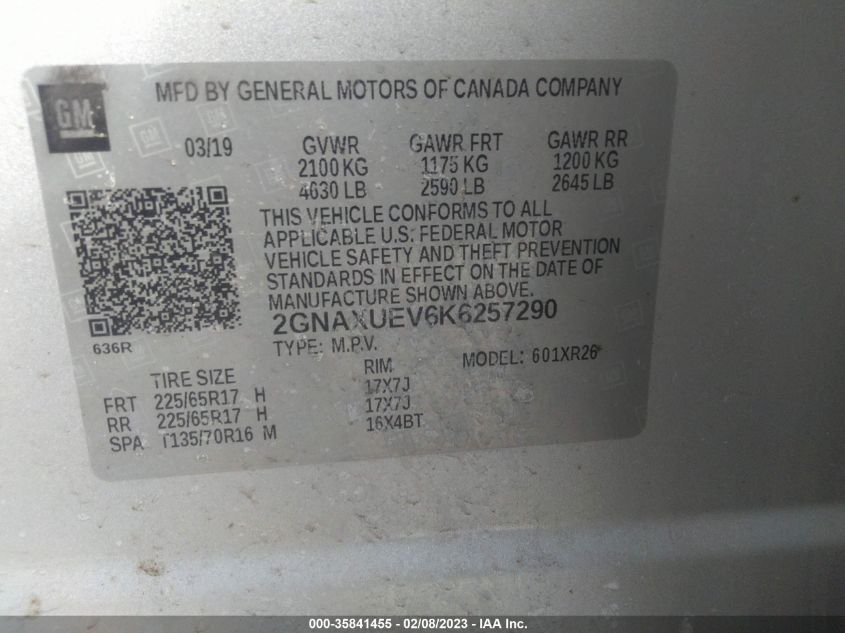 GM
MFD BY GENERAL MOTORS OF CANADA COMPANY
03/19 GVWR GAWR FRT GAWR RR
2100 KG 1175 KG 1200 KG
4630 LB 2590 LB 2645 LB
THIS VEHICLE CONFORMS TO ALL
APPLICABLE U.S. FEDERAL MOTOR
VEHICLE SAFETY AND THEFT PREVENTION
STANDARDS IN EFFECT ON THE DATE OF
MANUFACTURE SHOWN ABOVE.
2GNAXUEV6K6257290
636R
TYPE: M.P.V. MODEL: 601XR26
TIRE SIZE RIM
FRT 225/65R17 H 17X7J
RR 225/65R17 H 17X7J
SPA T135/70R16 M 16X4BT
000-35841455 - 02/08/2023 - IAA Inc.